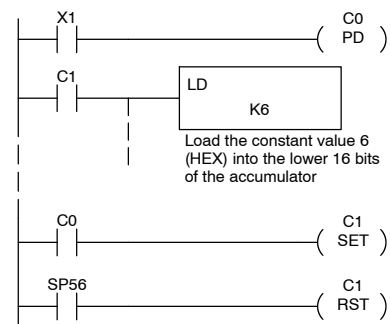 X1
C0
PD
C1
LD
K6
Load the constant value 6
(HEX) into the lower 16 bits
of the accumulator
C0
C1
SET
SP56
C1
RST